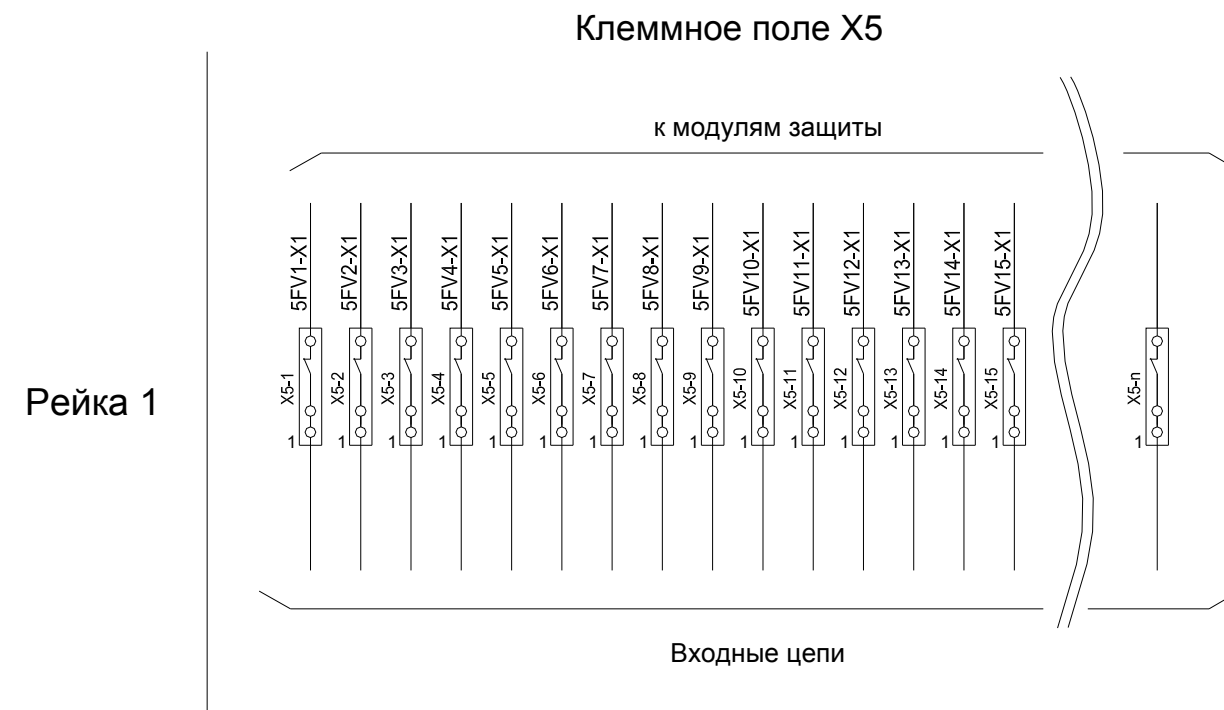 Клеммное поле X5
к модулям защиты
5FV1-X1
5FV2-X1
5FV3-X1
5FV4-X1
5FV5-X1
5FV6-X1
5FV7-X1
5FV8-X1
5FV9-X1
5FV10-X1
5FV11-X1
5FV12-X1
5FV13-X1
5FV14-X1
5FV15-X1
Рейка 1
X5-1
X5-2
X5-3
X5-4
X5-5
X5-6
X5-7
X5-8
X5-9
X5-10
X5-11
X5-12
X5-13
X5-14
X5-15
X5-n
1 1 1 1 1 1 1 1 1 1 1 1 1 1 1 1
Входные цепи